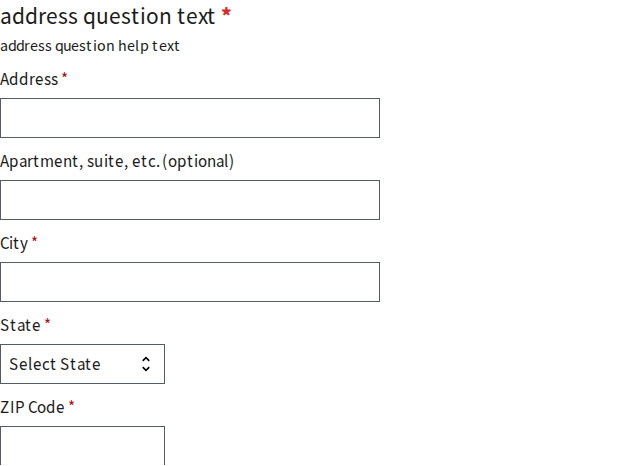 address question text *
address question help text
Address *
Apartment, suite, etc. (optional)
City *
State *
Select State
ZIP Code *